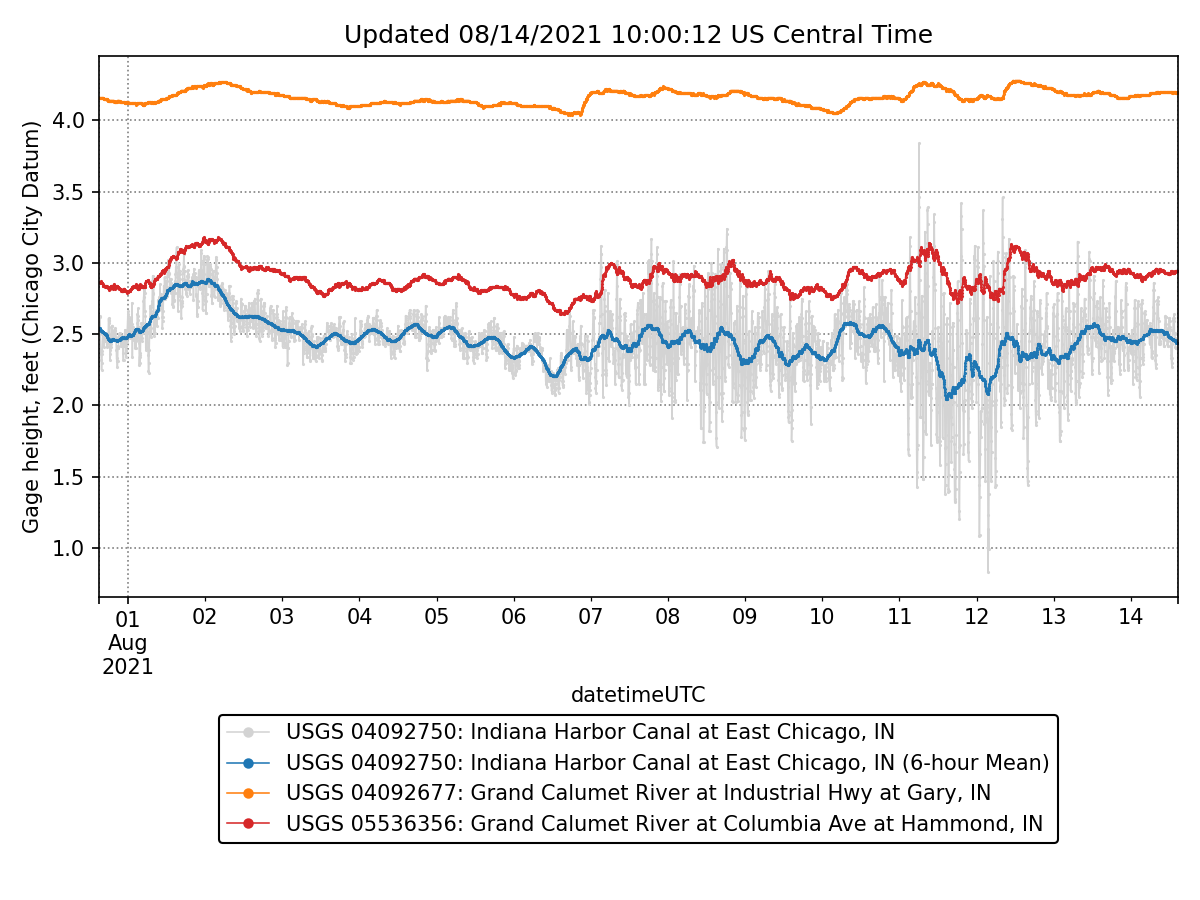 Updated 08/14/2021 10:00:12 US Central Time
Gage height, feet (Chicago City Datum)
4.0
3.5
3.0
2.5
2.0
1.5
1.0
01 02 03 04 05 06 07 08 09 10 11 12 13 14
Aug
2021
datetimeUTC
USGS 04092750: Indiana Harbor Canal at East Chicago, IN
USGS 04092750: Indiana Harbor Canal at East Chicago, IN (6-hour Mean)
USGS 04092677: Grand Calumet River at Industrial Hwy at Gary, IN
USGS 05536356: Grand Calumet River at Columbia Ave at Hammond, IN